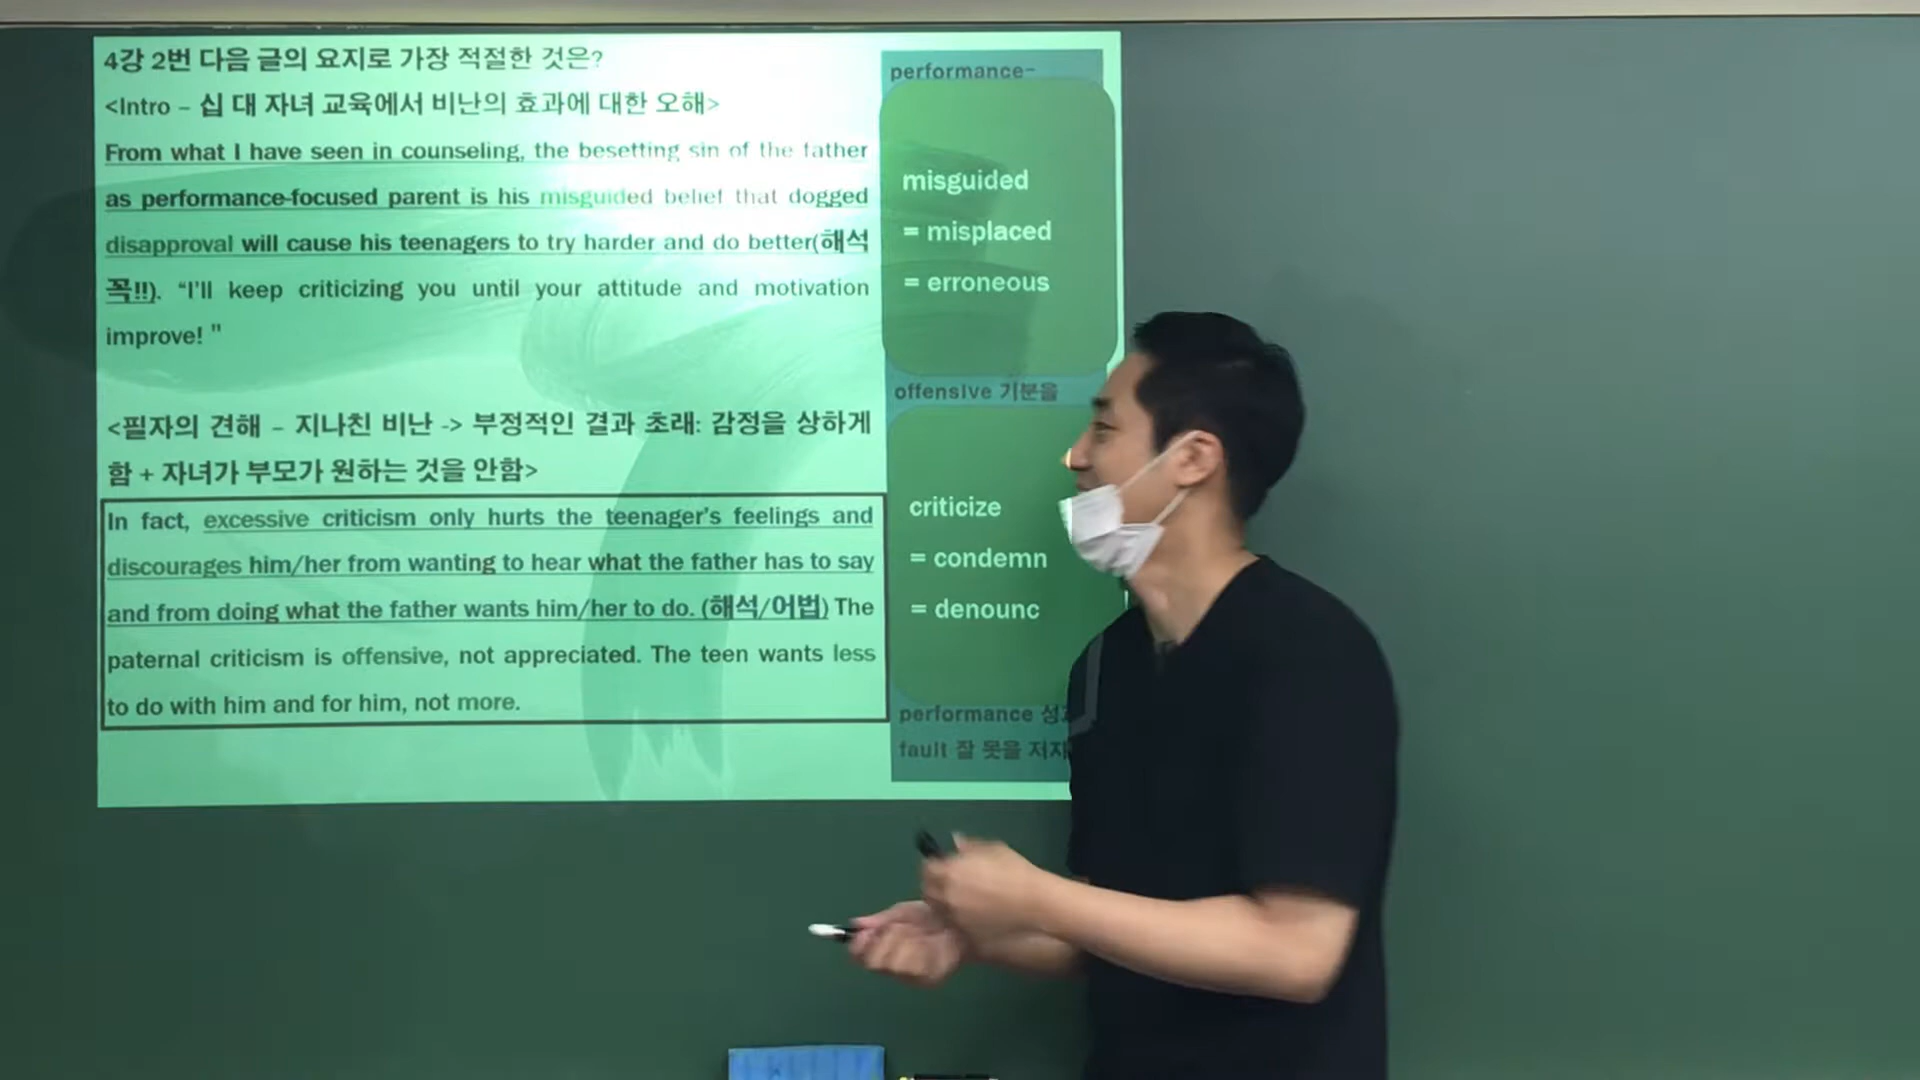 4강 2번 다음 글의 요지로 가장 적절한 것은?
<Intro – 십 대 자녀 교육에서 비난의 효과에 대한 오해>
From what I have seen in counseling, the besetting sin of the father
as performance-focused parent is his misguided belief that dogged
disapproval will cause his teenagers to try harder and do better(해석
꼭!!). “I’ll keep criticizing you until your attitude and motivation
improve! "
<필자의 견해 – 지나친 비난 -> 부정적인 결과 초래: 감정을 상하게
함 + 자녀가 부모가 원하는 것을 안함>
In fact, excessive criticism only hurts the teenager’s feelings and
discourages him/her from wanting to hear what the father has to say
and from doing what the father wants him/her to do. (해석/어법) The
paternal criticism is offensive, not appreciated. The teen wants less
to do with him and for him, not more.
performance-
misguided
= misplaced
= erroneous
offensive 기분을
criticize
= condemn
= denounc
performance
fault 잘 못을